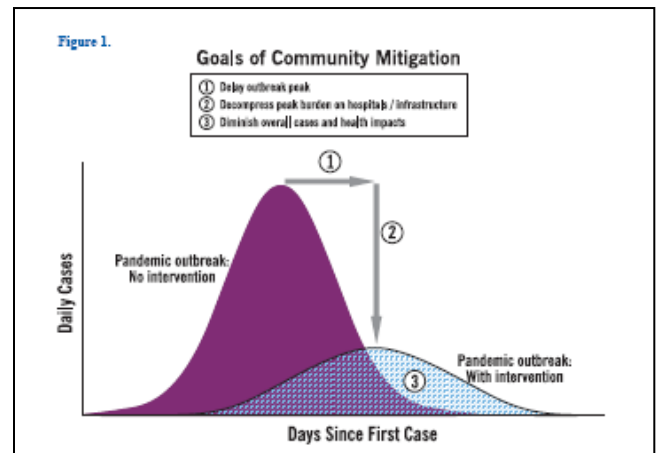 Figure 1.
Goals of Community Mitigation
① Delay outbreak peak
② Decompress peak burden on hospitals / infrastructure
③ Diminish overall cases and health impacts
①
②
Pandemic outbreak:
No intervention
Daily Cases
③
Pandemic outbreak:
With intervention
Days Since First Case